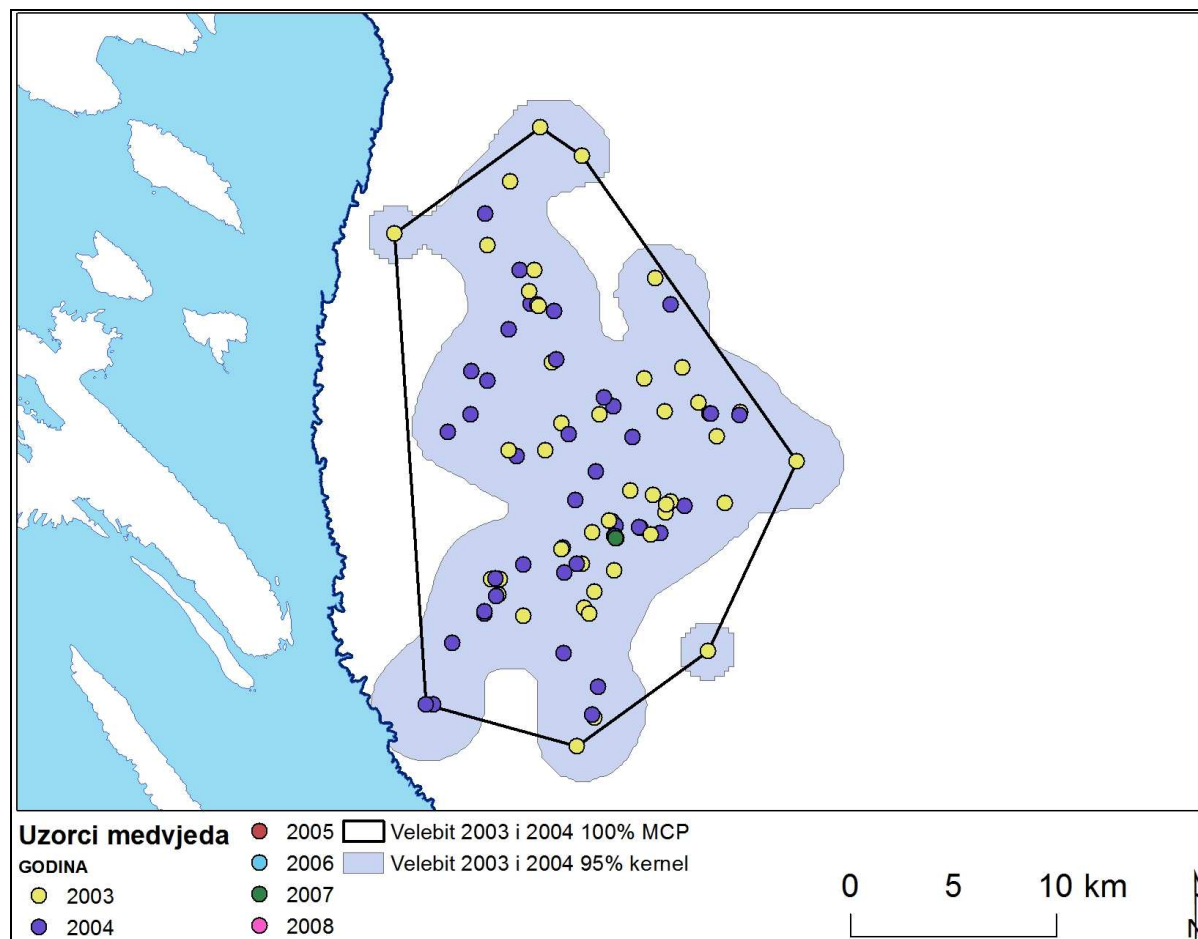 Uzorci medvjeda
GODINA
2003
2004
2005
2006
2007
2008
Velebit 2003 i 2004 100% MCP
Velebit 2003 i 2004 95% kernel
0 5 10 km
N